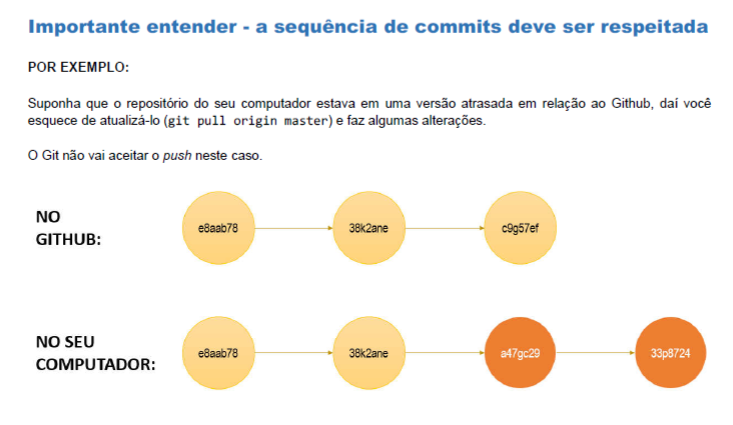 Importante entender - a sequência de commits deve ser respeitada
POR EXEMPLO:
Suponha que o repositório do seu computador estava em uma versão atrasada em relação ao Github, daí você
esquece de atualizá-lo (git pull origin master) e faz algumas alterações.
O Git não vai aceitar o push neste caso.
NO
GITHUB:
e8aab78
38k2ane
c9g57ef
NO SEU
COMPUTADOR:
e8aab78
38k2ane
a47gc29
33p8724